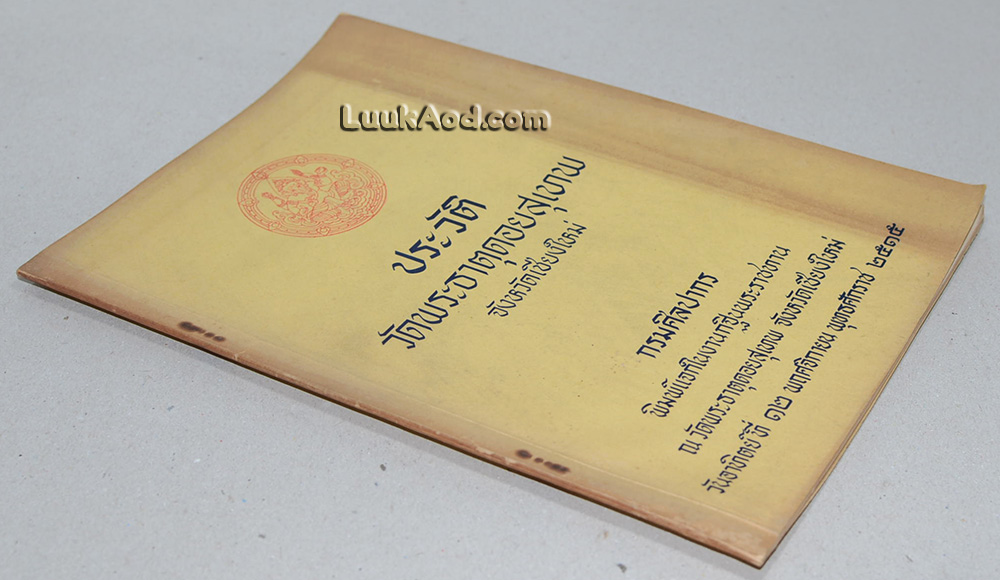 LuukAod.com
ประวัติ
วัดพระธาตุดอยสุเทพ
จังหวัดเชียงใหม่
กรมศิลปากร
พิมพ์แจกในงานกฐินพระราชทาน
ณ วัดพระธาตุดอยสุเทพ จังหวัดเชียงใหม่
วันอาทิตย์ที่ ๑๒ พฤศจิกายน พุทธศักราช ๒๕๑๕